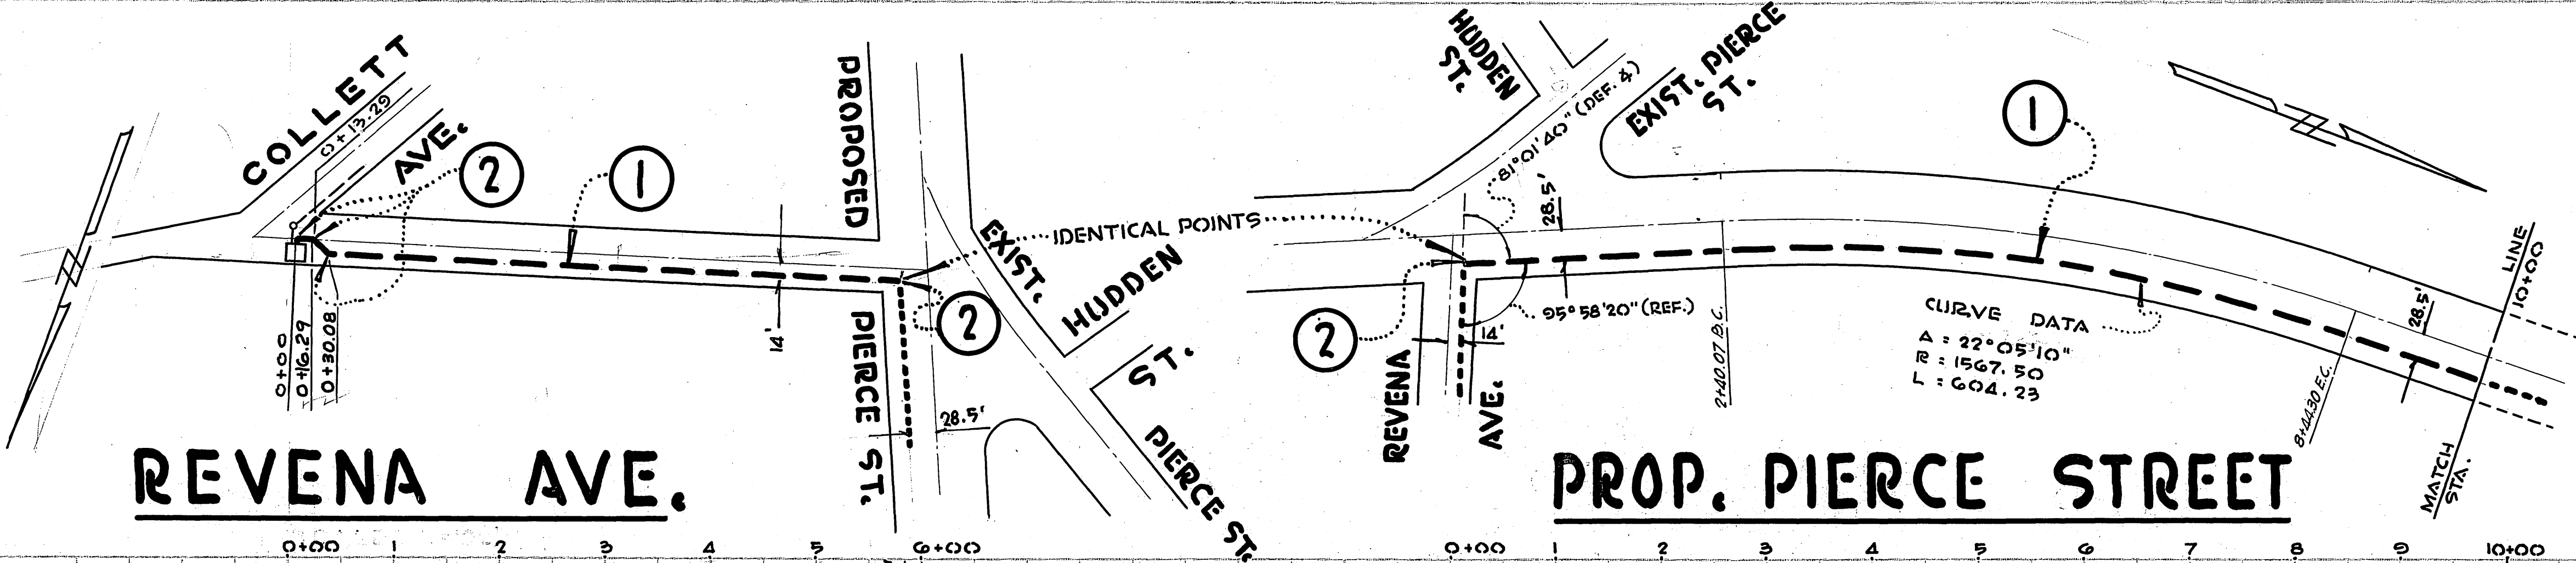 COLLETT
AVE.
0+13.29
2
1
0+00
0+16.29
0+30.08
14'
PROPOSED
PIERCE ST.
28.5'
2
IDENTICAL POINTS
EXIST.
HUDDEN
ST.
PIERCE ST.
REVENA AVE.
0+00 1 2 3 4 5 6+00
HUDDEN
ST.
EXIST. PIERCE
ST.
81°01'40" (DEF. ∡)
28.5'
95°58'20" (REF.)
14'
2
REVENA
AVE.
2+40.07 B.C.
1
CURVE DATA
Δ = 22°05'10"
R = 1567.50
L = 604.23
8+44.30 E.C.
28.5'
LINE
10+00
MATCH
STA.
PROP. PIERCE STREET
0+00 1 2 3 4 5 6 7 8 9 10+00